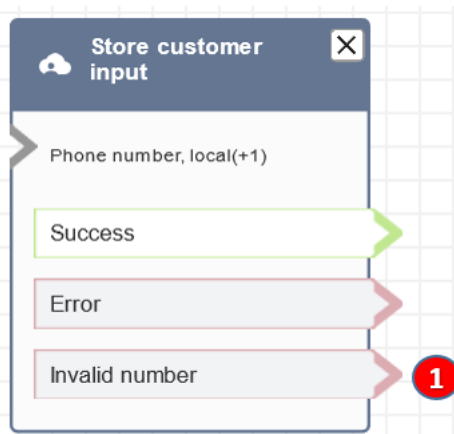 Store customer
input
Phone number, local(+1)
Success
Error
Invalid number
1